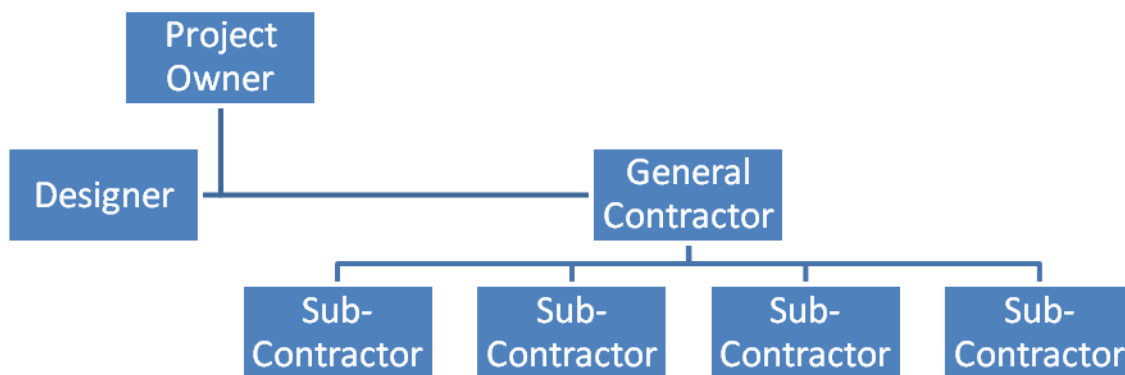 Project
Owner
Designer
General
Contractor
Sub-
Contractor
Sub-
Contractor
Sub-
Contractor
Sub-
Contractor